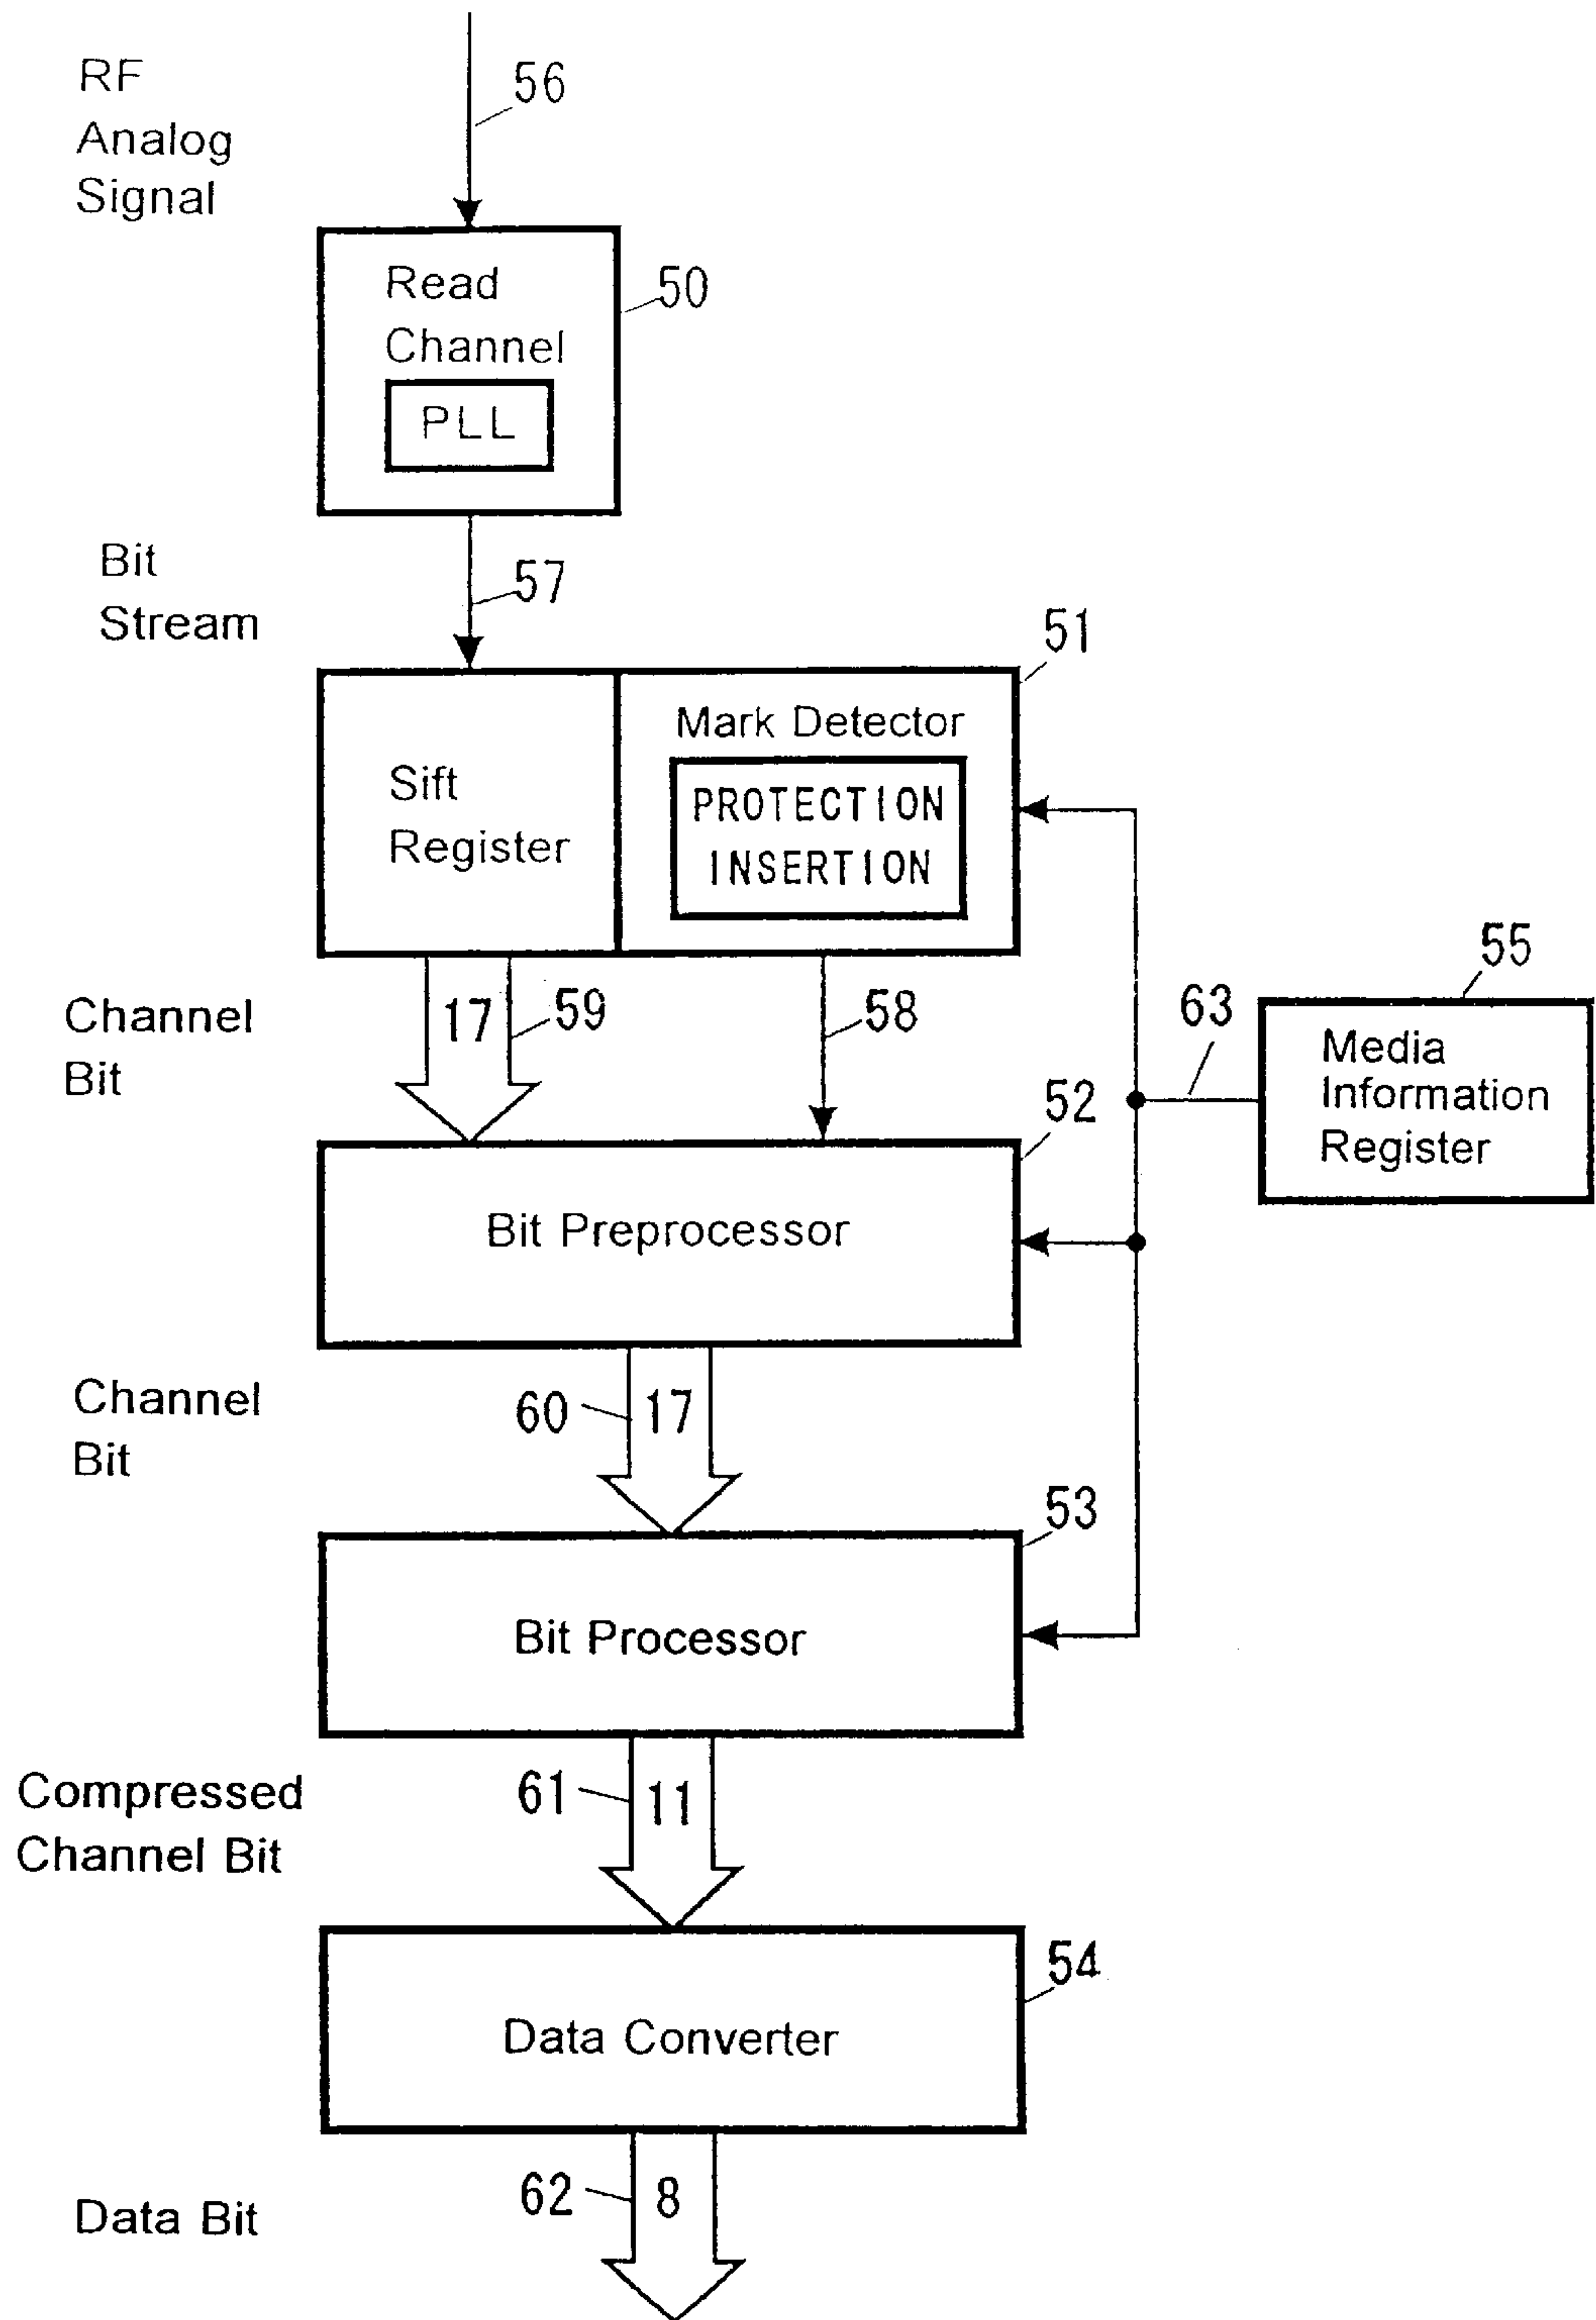 RF
Analog
Signal
56
Read
Channel
PLL
50
Bit
Stream
57
51
Sift
Register
Mark Detector
PROTECTION
INSERTION
Channel
Bit
17
59
58
63
55
Media
Information
Register
52
Bit Preprocessor
Channel
Bit
60
17
53
Bit Processor
Compressed
Channel Bit
61
11
54
Data Converter
Data Bit
62
8